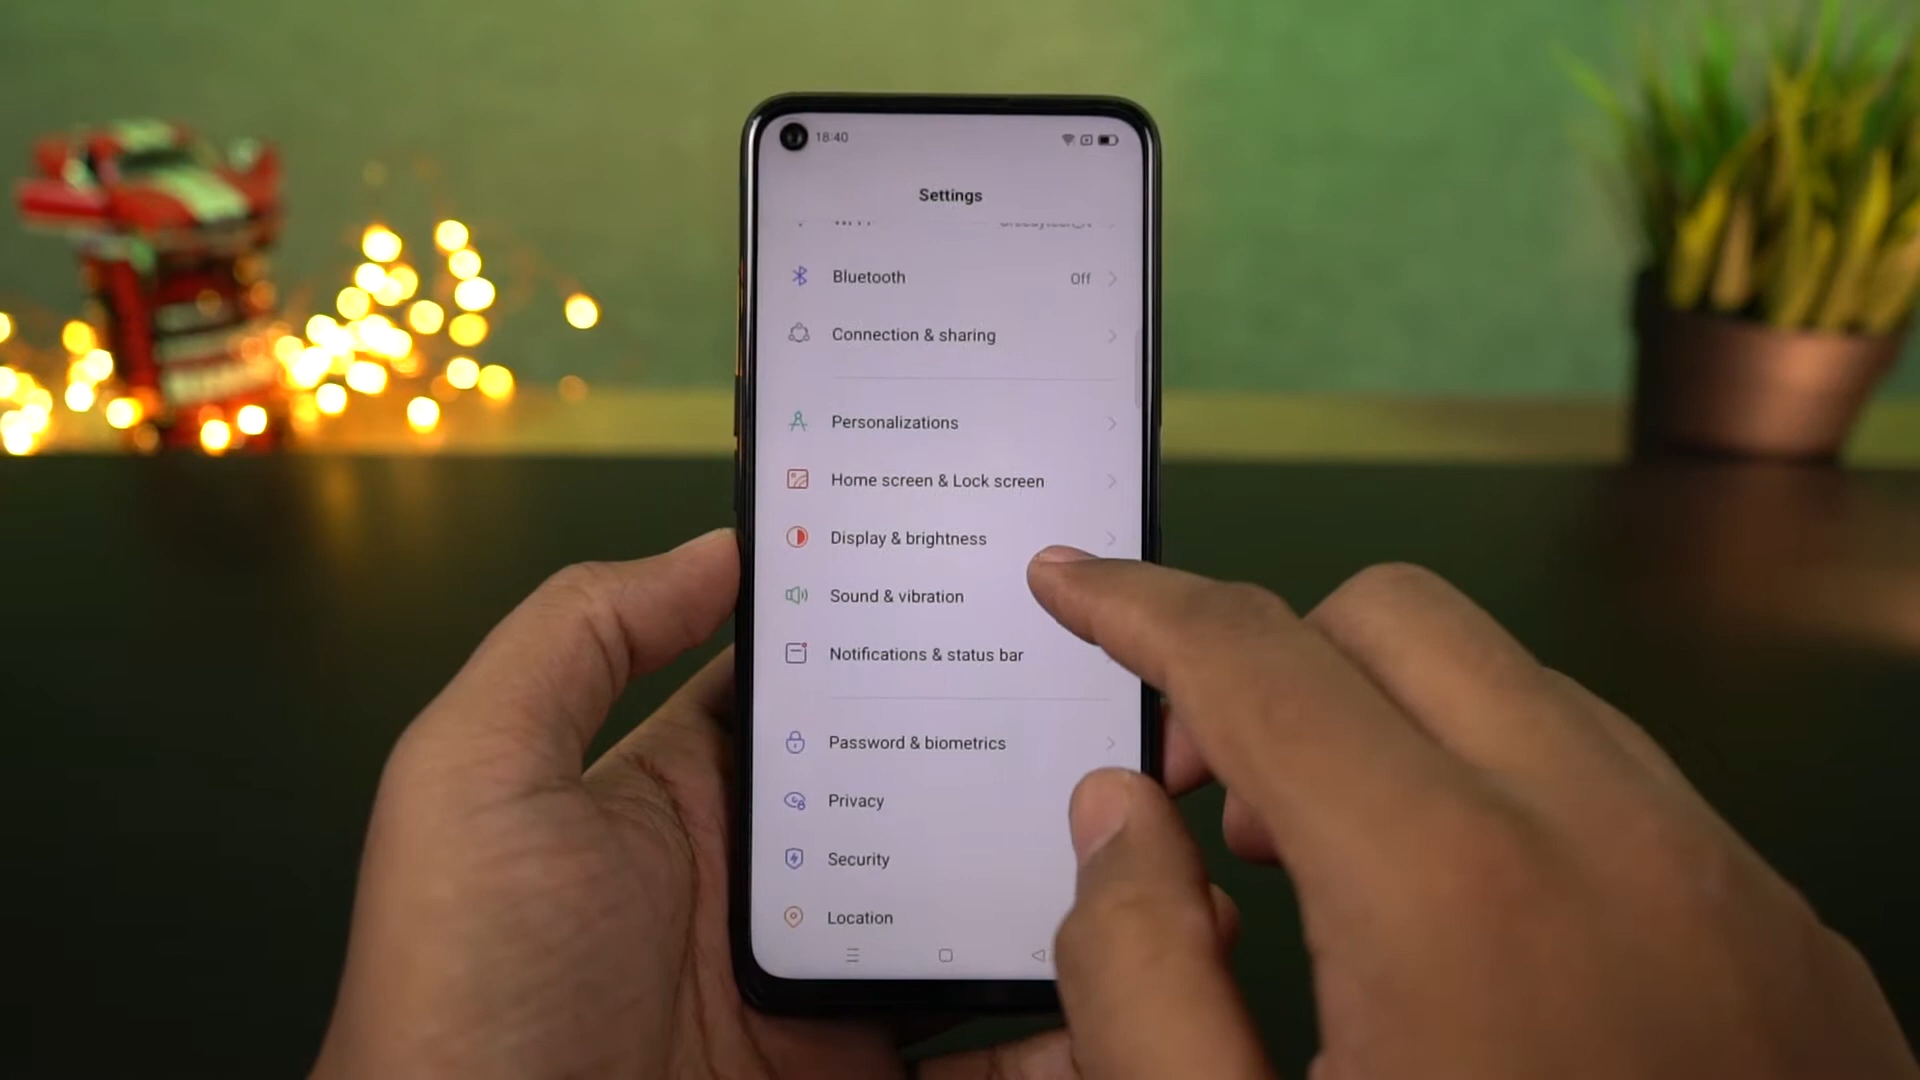 18:40
Settings
Bluetooth Off
Connection & sharing
Personalizations
Home screen & Lock screen
Display & brightness
Sound & vibration
Notifications & status bar
Password & biometrics
Privacy
Security
Location